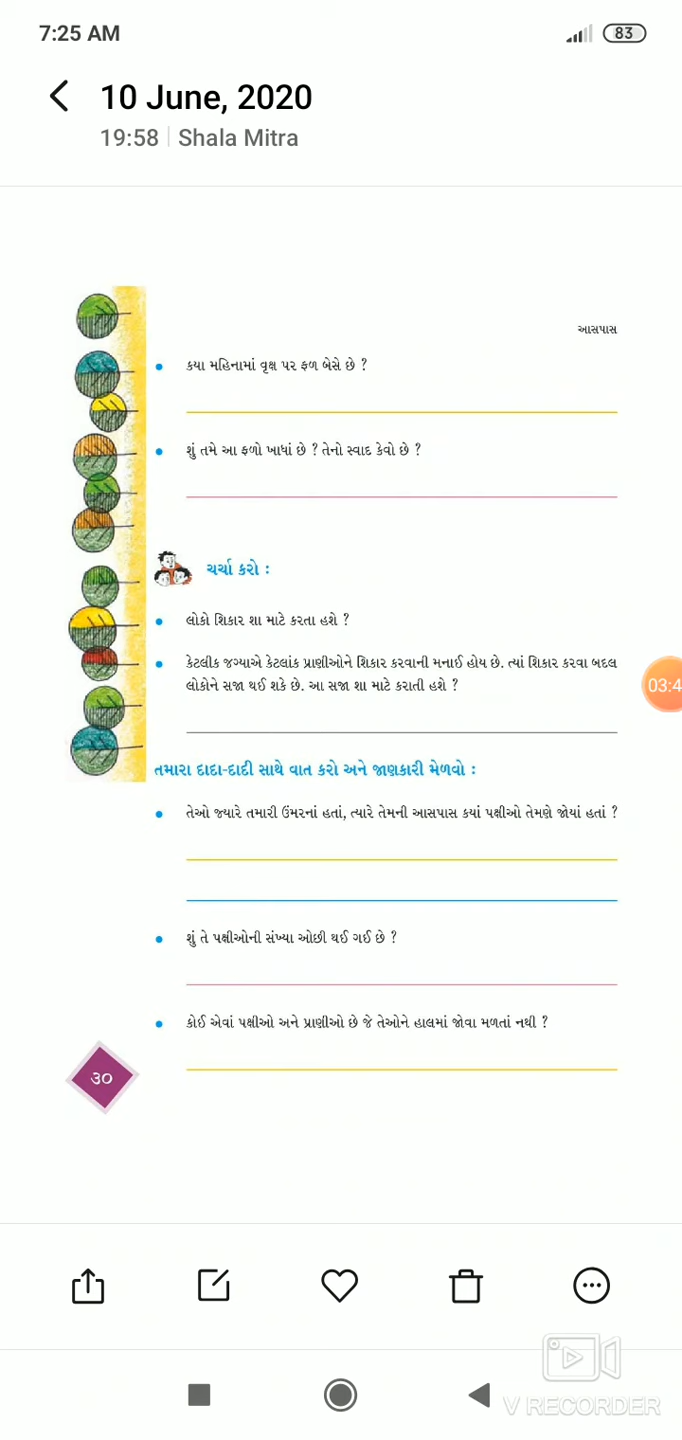 7:25 AM
83
10 June, 2020
19:58 | Shala Mitra
આસપાસ
• કયા મહિનામાં વૃક્ષ પર ફળ બેસે છે ?
• શું તમે આ ફળો ખાધાં છે ? તેનો સ્વાદ કેવો છે ?
ચર્ચા કરો :
• લોકો શિકાર શા માટે કરતા હશે ?
• કેટલીક જગ્યાએ કેટલાંક પ્રાણીઓને શિકાર કરવાની મનાઈ હોય છે. ત્યાં શિકાર કરવા બદલ
લોકોને સજા થઈ શકે છે. આ સજા શા માટે કરાતી હશે ?
03:4
તમારા દાદા-દાદી સાથે વાત કરો અને જાણકારી મેળવો :
• તેઓ જ્યારે તમારી ઉંમરનાં હતાં, ત્યારે તેમની આસપાસ કયાં પક્ષીઓ તેમણે જોયાં હતાં ?
• શું તે પક્ષીઓની સંખ્યા ઓછી થઈ ગઈ છે ?
• કોઈ એવાં પક્ષીઓ અને પ્રાણીઓ છે જે તેઓને હાલમાં જોવા મળતાં નથી ?
૩૦
V RECORDER